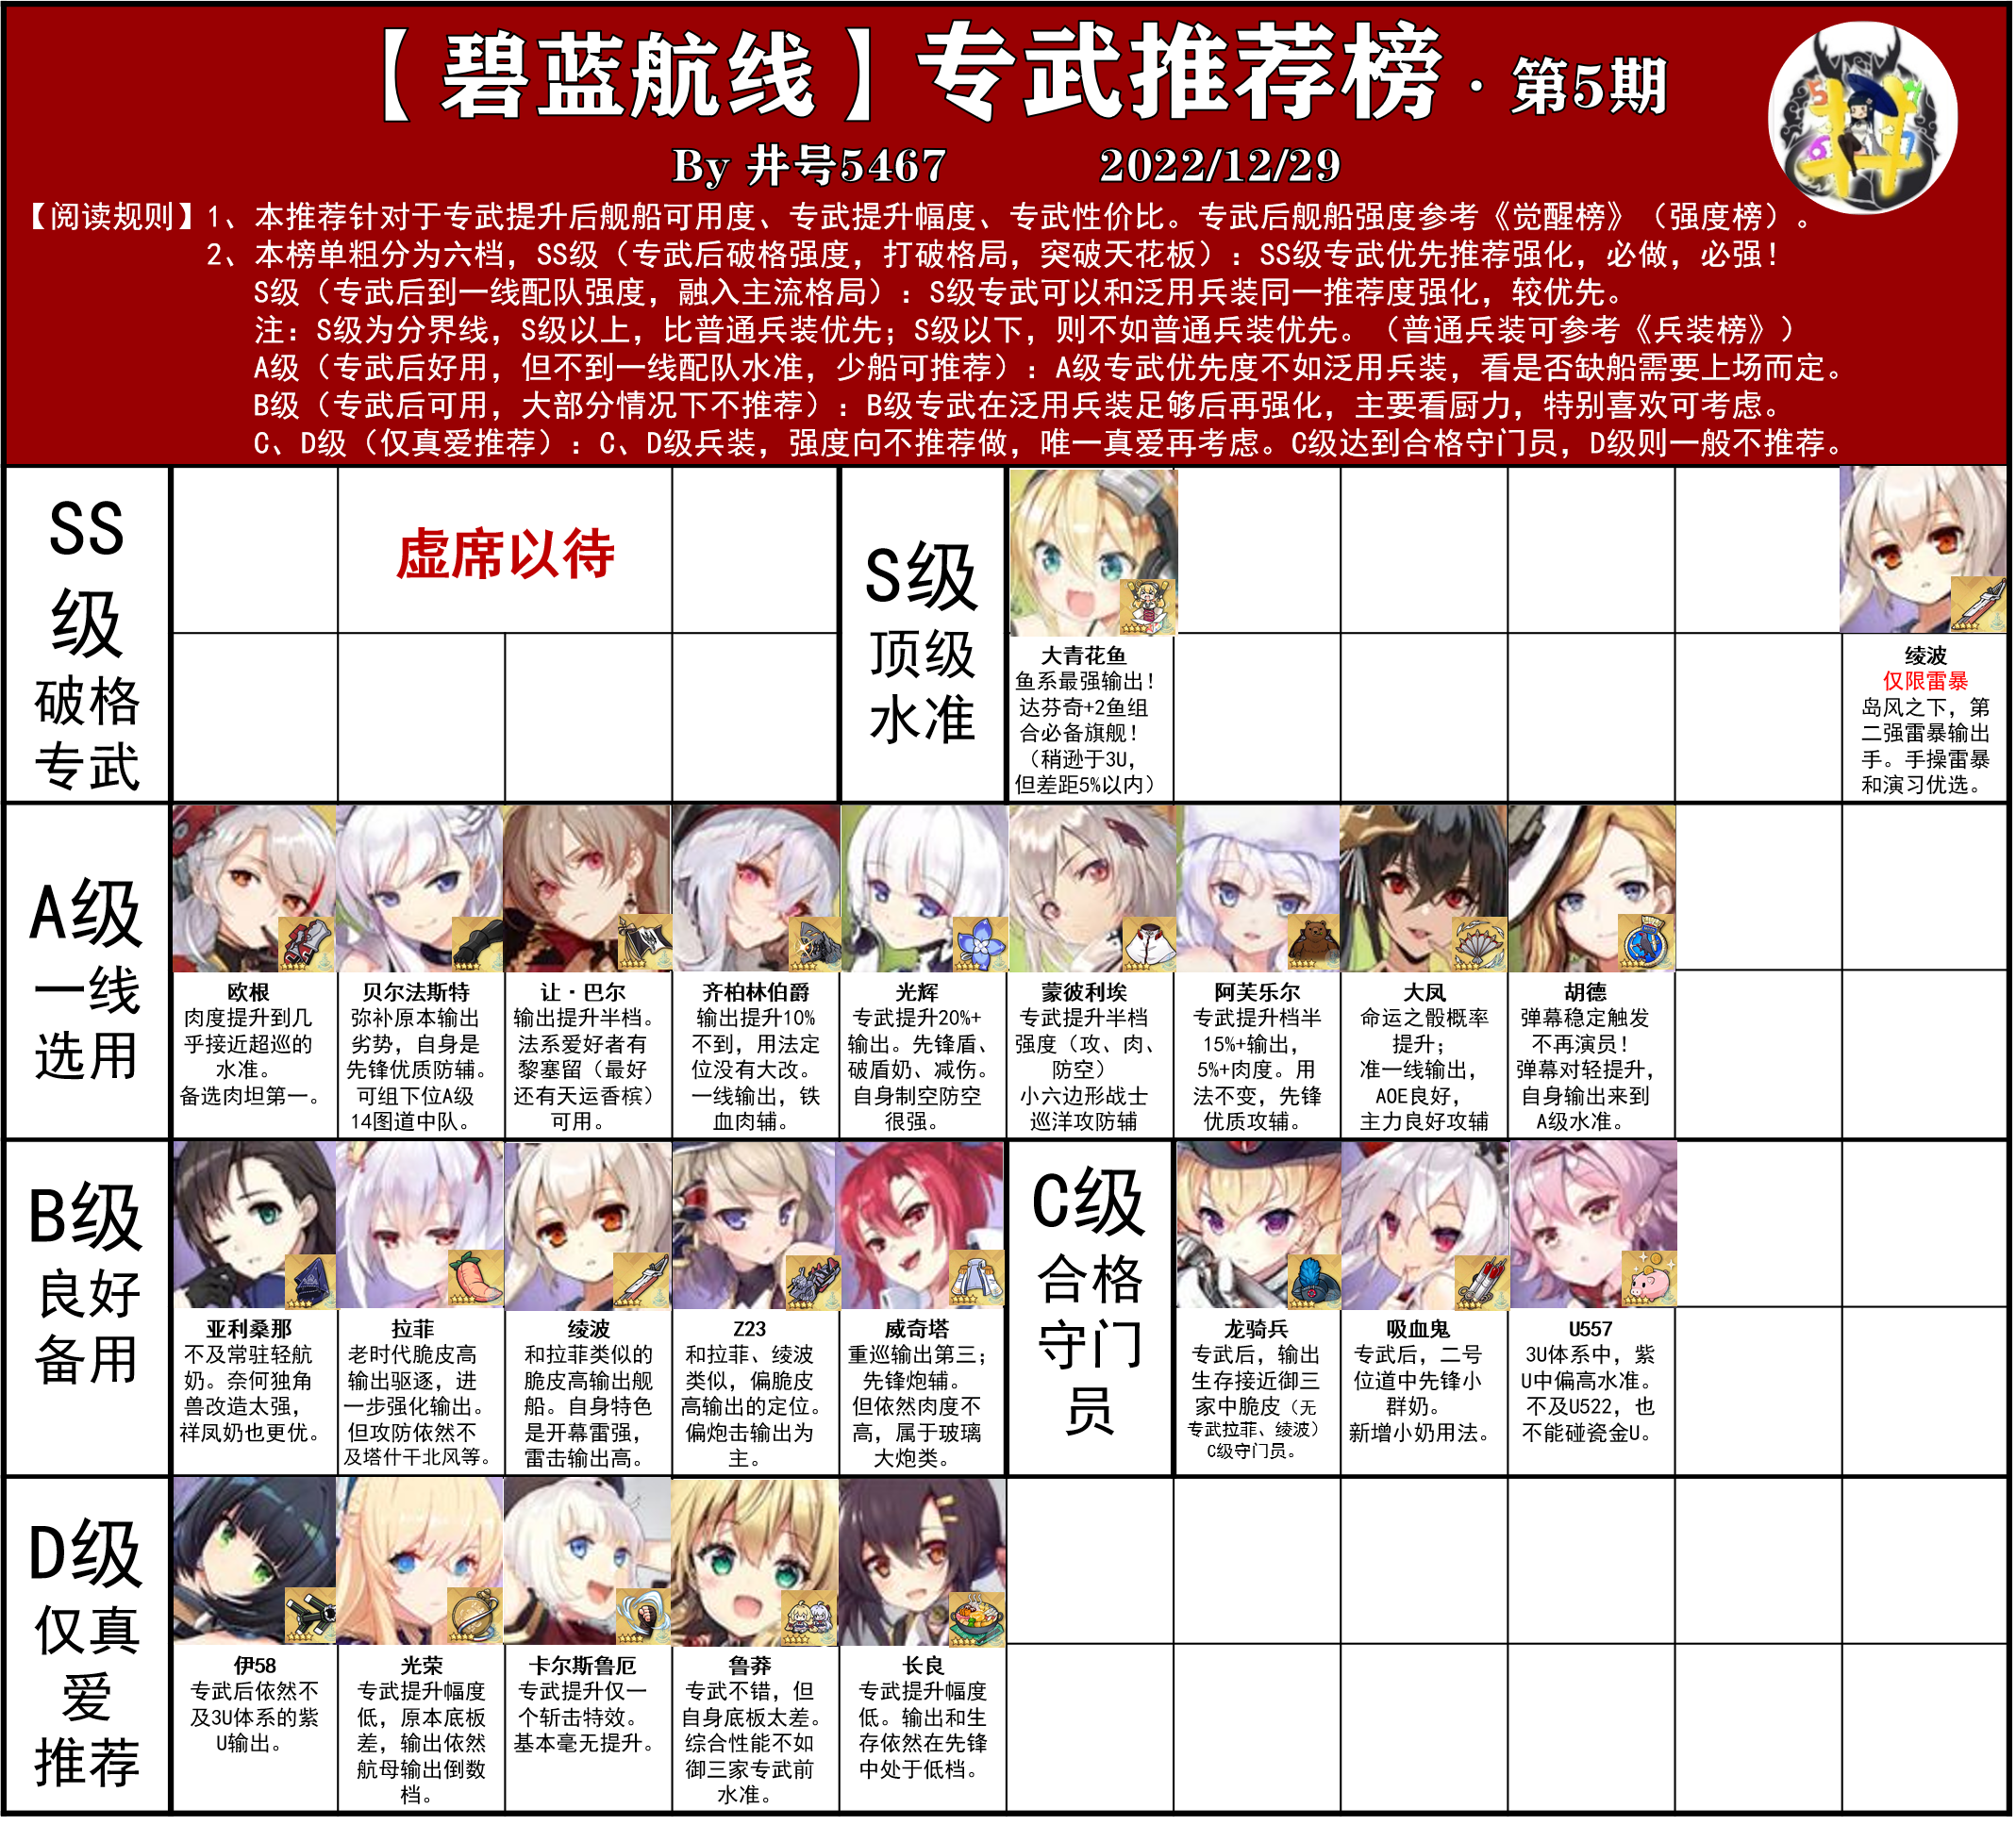 【碧蓝航线】专武推荐榜·第5期
By 井号5467 2022/12/29
【阅读规则】1、本推荐针对于专武提升后舰船可用度、专武提升幅度、专武性价比。专武后舰船强度参考《觉醒榜》（强度榜）。
2、本榜单粗分为六档，SS级（专武后破格强度，打破格局，突破天花板）：SS级专武优先推荐强化，必做，必强！
S级（专武后到一线配队强度，融入主流格局）：S级专武可以和泛用兵装同一推荐度强化，较优先。
注：S级为分界线，S级以上，比普通兵装优先；S级以下，则不如普通兵装优先。（普通兵装可参考《兵装榜》）
A级（专武后好用，但不到一线配队水准，少船可推荐）：A级专武优先度不如泛用兵装，看是否缺船需要上场而定。
B级（专武后可用，大部分情况下不推荐）：B级专武在泛用兵装足够后再强化，主要看厨力，特别喜欢可考虑。
C、D级（仅真爱推荐）：C、D级兵装，强度向不推荐做，唯一真爱再考虑。C级达到合格守门员，D级则一般不推荐。
SS
级
破格
专武
虚席以待
S级
顶级
水准
大青花鱼
鱼系最强输出！
达芬奇+2鱼组
合必备旗舰！
（稍逊于3U，
但差距5%以内）
绫波
仅限雷暴
岛风之下，第
二强雷暴输出
手。手操雷暴
和演习优选。
A级
一线
选用
欧根
肉度提升到几
乎接近超巡的
水准。
备选肉坦第一。
贝尔法斯特
弥补原本输出
劣势，自身是
先锋优质防辅。
可组下位A级
14图道中队。
让·巴尔
输出提升半档。
法系爱好者有
黎塞留（最好
还有天运香槟）
可用。
齐柏林伯爵
输出提升10%
不到，用法定
位没有大改。
一线输出，铁
血肉辅。
光辉
专武提升20%+
输出。先锋盾、
破盾奶、减伤。
自身制空防空
很强。
蒙彼利埃
专武提升半档
强度（攻、肉、
防空）
小六边形战士
巡洋攻防辅
阿芙乐尔
专武提升档半
15%+输出，
5%+肉度。用
法不变，先锋
优质攻辅。
大凤
命运之骰概率
提升；
准一线输出，
AOE良好，
主力良好攻辅
胡德
弹幕稳定触发
不再演员！
弹幕对轻提升，
自身输出来到
A级水准。
B级
良好
备用
亚利桑那
不及常驻轻航
奶。奈何独角
兽改造太强，
祥凤奶也更优。
拉菲
老时代脆皮高
输出驱逐，进
一步强化输出。
但攻防依然不
及塔什干北风等。
绫波
和拉菲类似的
脆皮高输出舰
船。自身特色
是开幕雷强，
雷击输出高。
Z23
和拉菲、绫波
类似，偏脆皮
高输出的定位。
偏炮击输出为
主。
威奇塔
重巡输出第三；
先锋炮辅。
但依然肉度不
高，属于玻璃
大炮类。
C级
合格
守门
员
龙骑兵
专武后，输出
生存接近御三
家中脆皮（无
专武拉菲、绫波）
C级守门员。
吸血鬼
专武后，二号
位道中先锋小
群奶。
新增小奶用法。
U557
3U体系中，紫
U中偏高水准。
不及U522，也
不能碰瓷金U。
D级
仅真
爱
推荐
伊58
专武后依然不
及3U体系的紫
U输出。
光荣
专武提升幅度
低，原本底板
差，输出依然
航母输出倒数
档。
卡尔斯鲁厄
专武提升仅一
个斩击特效。
基本毫无提升。
鲁莽
专武不错，但
自身底板太差。
综合性能不如
御三家专武前
水准。
长良
专武提升幅度
低。输出和生
存依然在先锋
中处于低档。